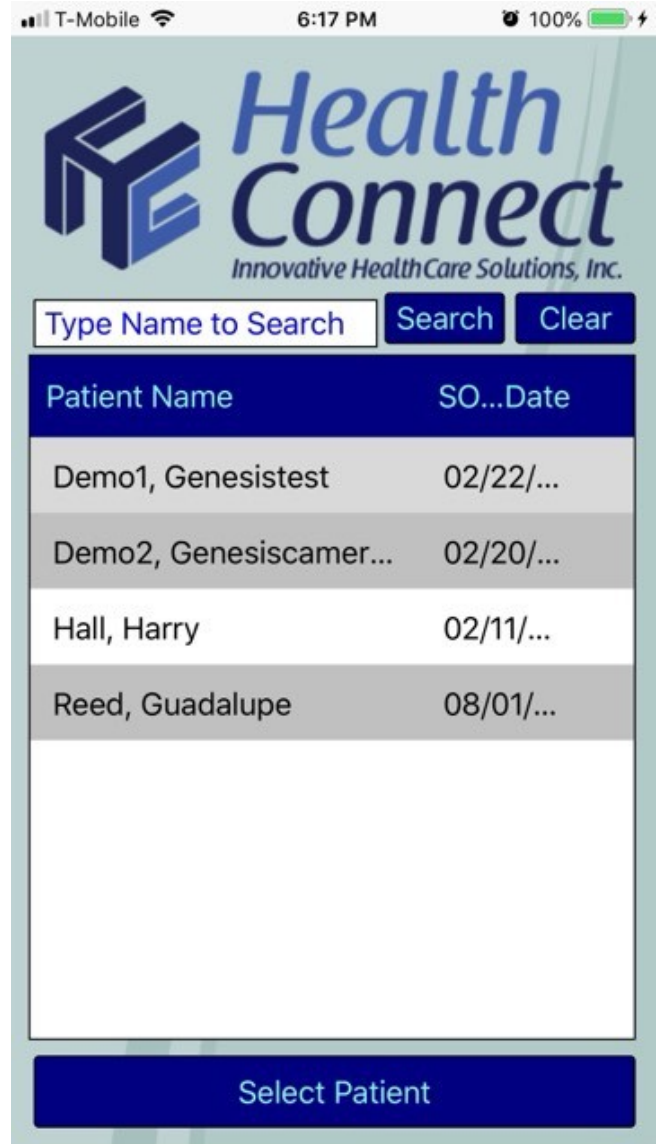 T-Mobile 6:17 PM 100%
Health
Connect
Innovative HealthCare Solutions, Inc.
Type Name to Search Search Clear
Patient Name SO...Date
Demo1, Genesistest 02/22/...
Demo2, Genesiscamer... 02/20/...
Hall, Harry 02/11/...
Reed, Guadalupe 08/01/...
Select Patient